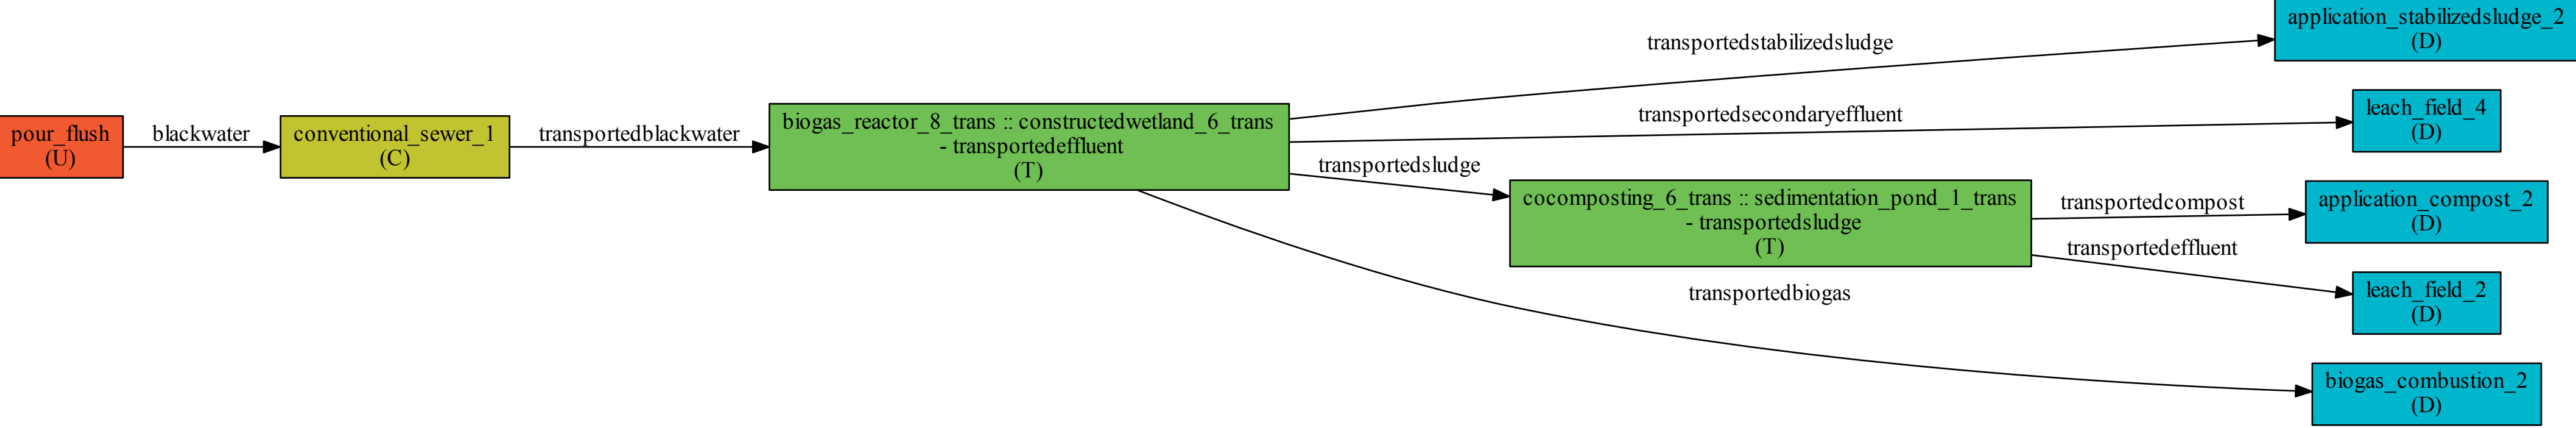 pour_flush
(U)
blackwater
conventional_sewer_1
(C)
transportedblackwater
biogas_reactor_8_trans :: constructedwetland_6_trans
- transportedeffluent
(T)
transportedstabilizedsludge
application_stabilizedsludge_2
(D)
transportedsecondaryeffluent
leach_field_4
(D)
transportedsludge
cocomposting_6_trans :: sedimentation_pond_1_trans
- transportedsludge
(T)
transportedcompost
application_compost_2
(D)
transportedeffluent
leach_field_2
(D)
transportedbiogas
biogas_combustion_2
(D)